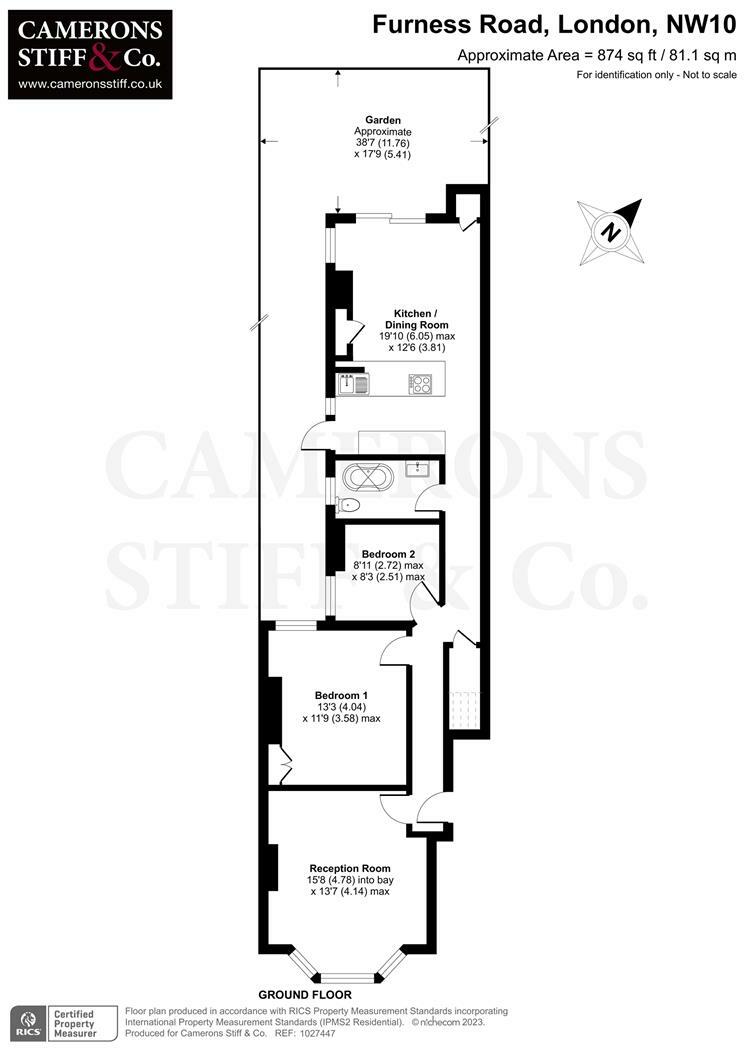 CAMERONS
STIFF & Co.
www.cameronsstiff.co.uk
Furness Road, London, NW10
Approximate Area = 874 sq ft / 81.1 sq m
For identification only - Not to scale
Garden
Approximate
38'7 (11.76)
x 17'9 (5.41)
N
Kitchen /
Dining Room
19'10 (6.05) max
x 12'6 (3.81)
CAMERONS
STIFF & Co.
Bedroom 2
8'11 (2.72) max
x 8'3 (2.51) max
Bedroom 1
13'3 (4.04)
x 11'9 (3.58) max
Reception Room
15'8 (4.78) into bay
x 13'7 (4.14) max
GROUND FLOOR
RICS
Certified
Property
Measurer
Floor plan produced in accordance with RICS Property Measurement Standards incorporating
International Property Measurement Standards (IPMS2 Residential). © nichecom 2023.
Produced for Camerons Stiff & Co. REF: 1027447